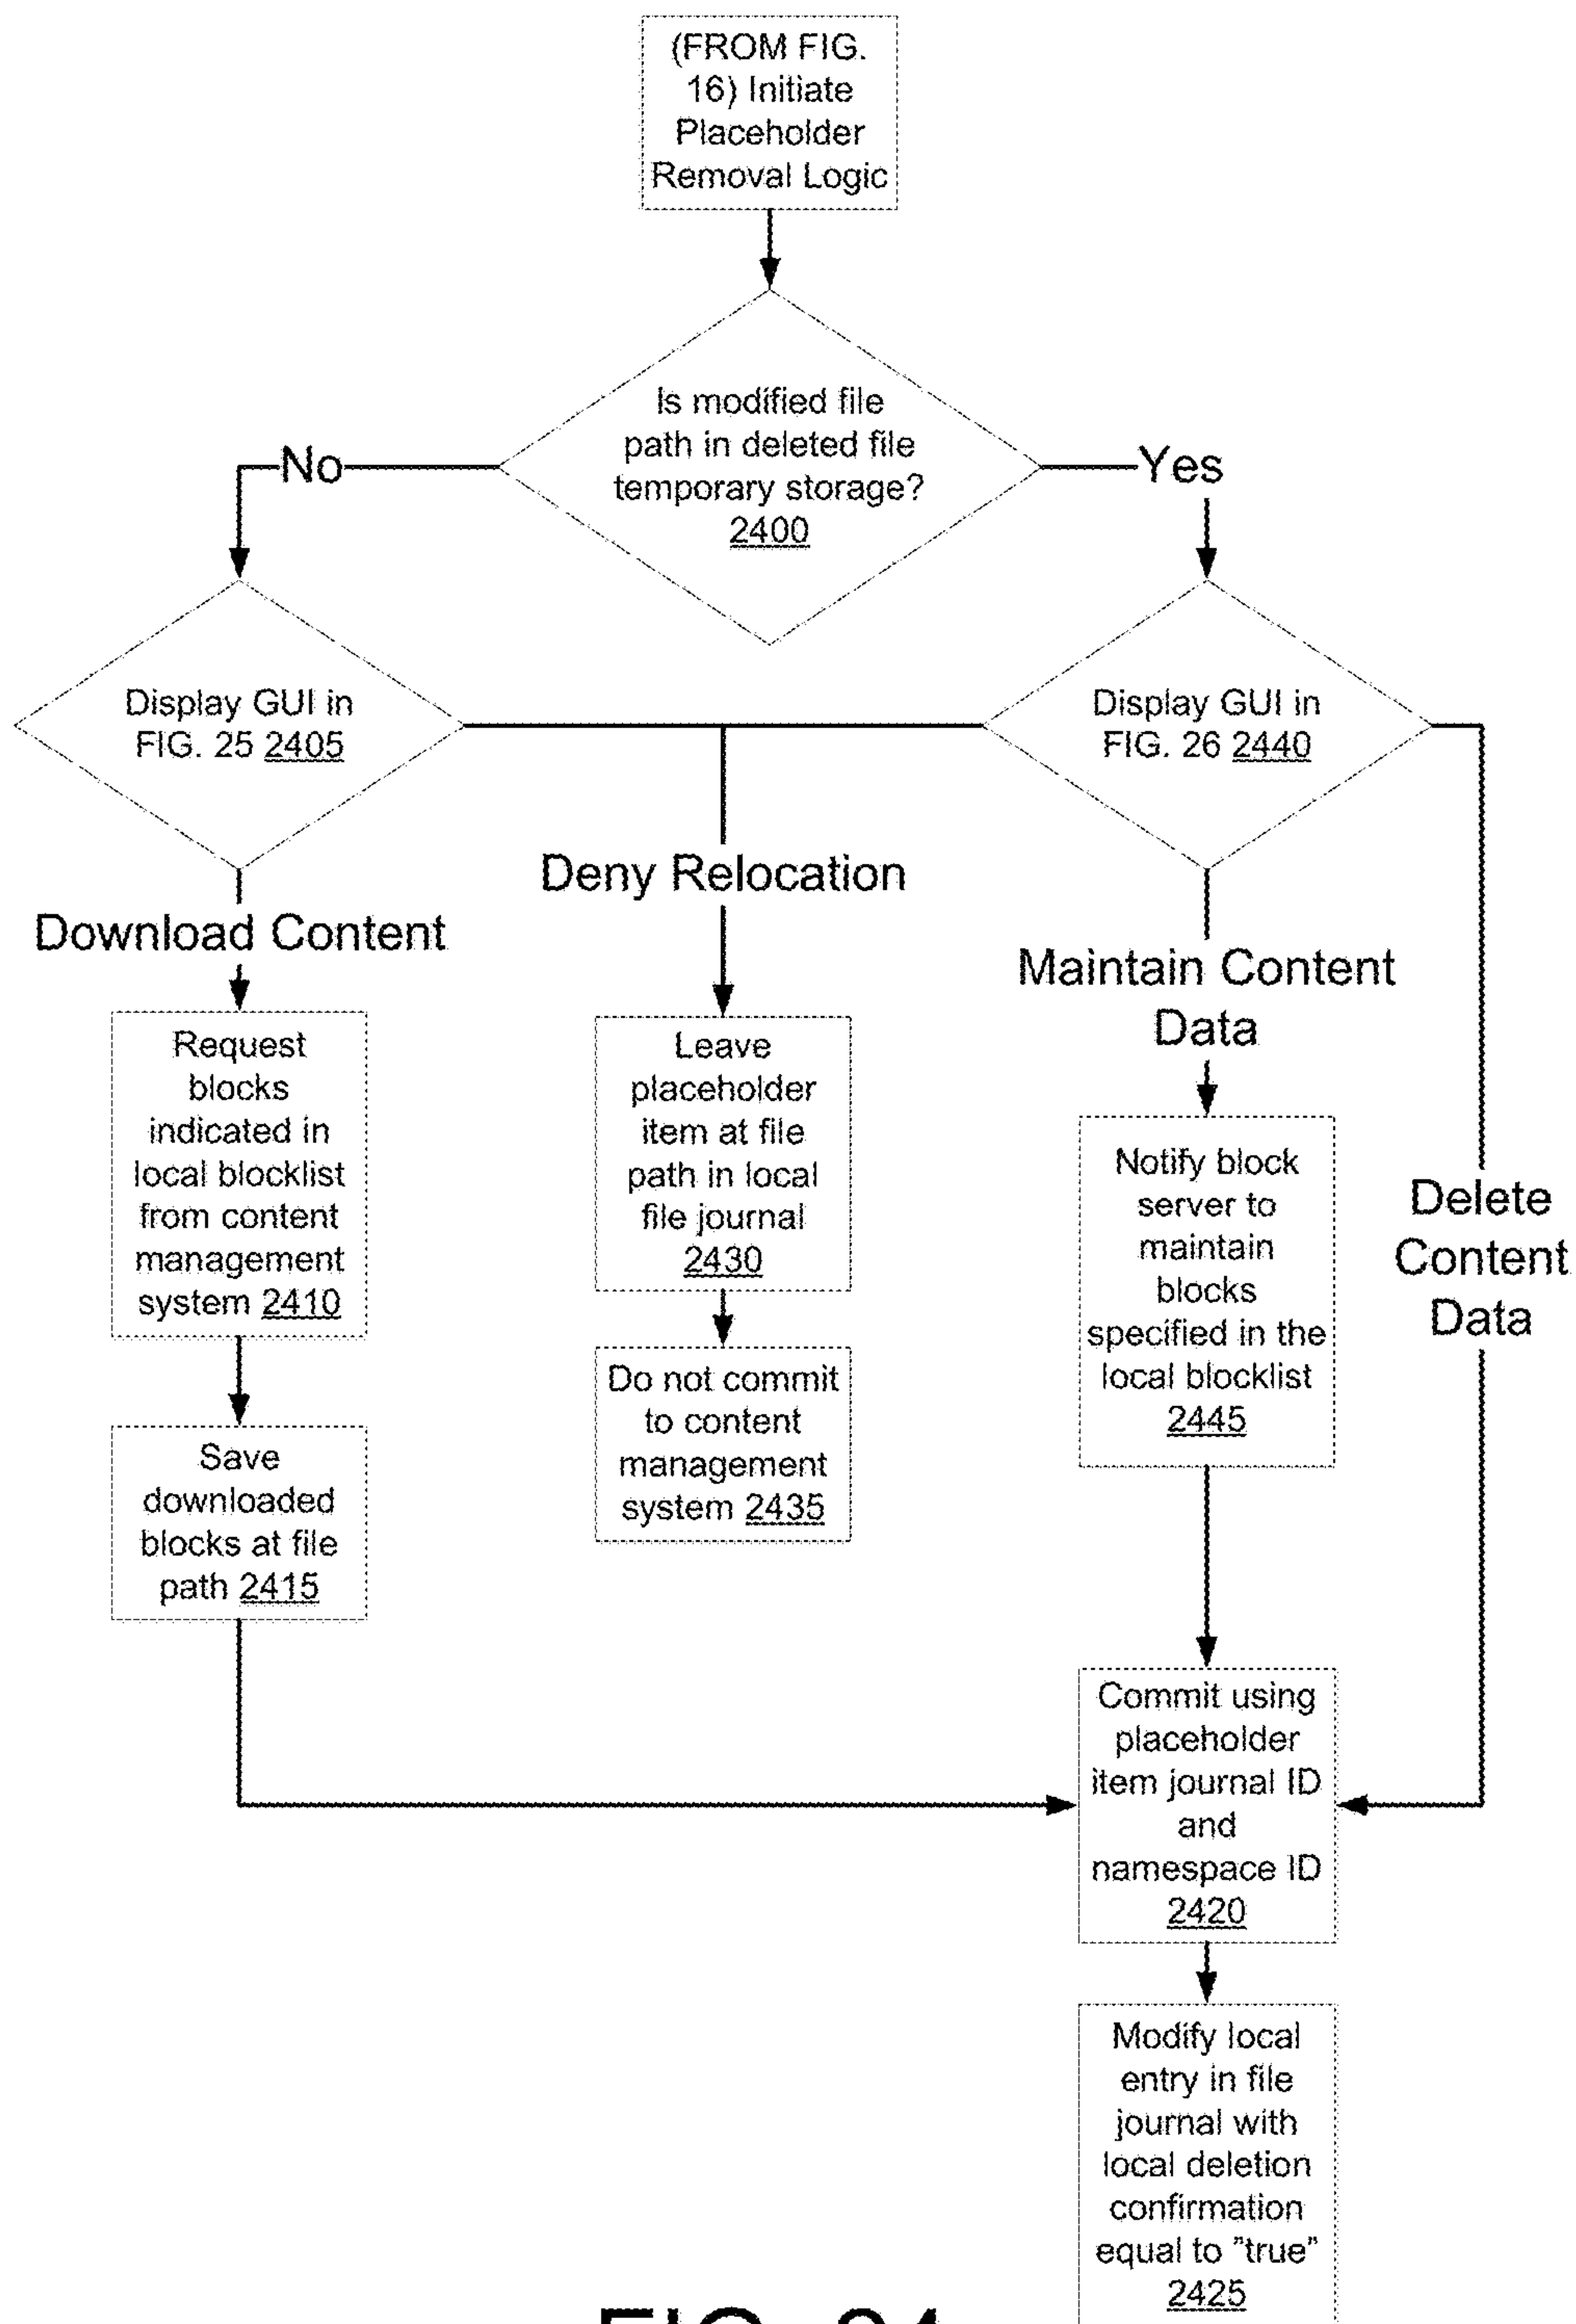 (FROM FIG.
16) Initiate
Placeholder
Removal Logic
Is modified file
path in deleted file
temporary storage?
2400
No
Yes
Display GUI in
FIG. 25 2405
Display GUI in
FIG. 26 2440
Deny Relocation
Download Content
Maintain Content
Data
Delete
Content
Data
Request
blocks
indicated in
local blocklist
from content
management
system 2410
Leave
placeholder
item at file
path in local
file journal
2430
Notify block
server to
maintain
blocks
specified in the
local blocklist
2445
Do not commit
to content
management
system 2435
Save
downloaded
blocks at file
path 2415
Commit using
placeholder
item journal ID
and
namespace ID
2420
Modify local
entry in file
journal with
local deletion
confirmation
equal to ”true”
2425